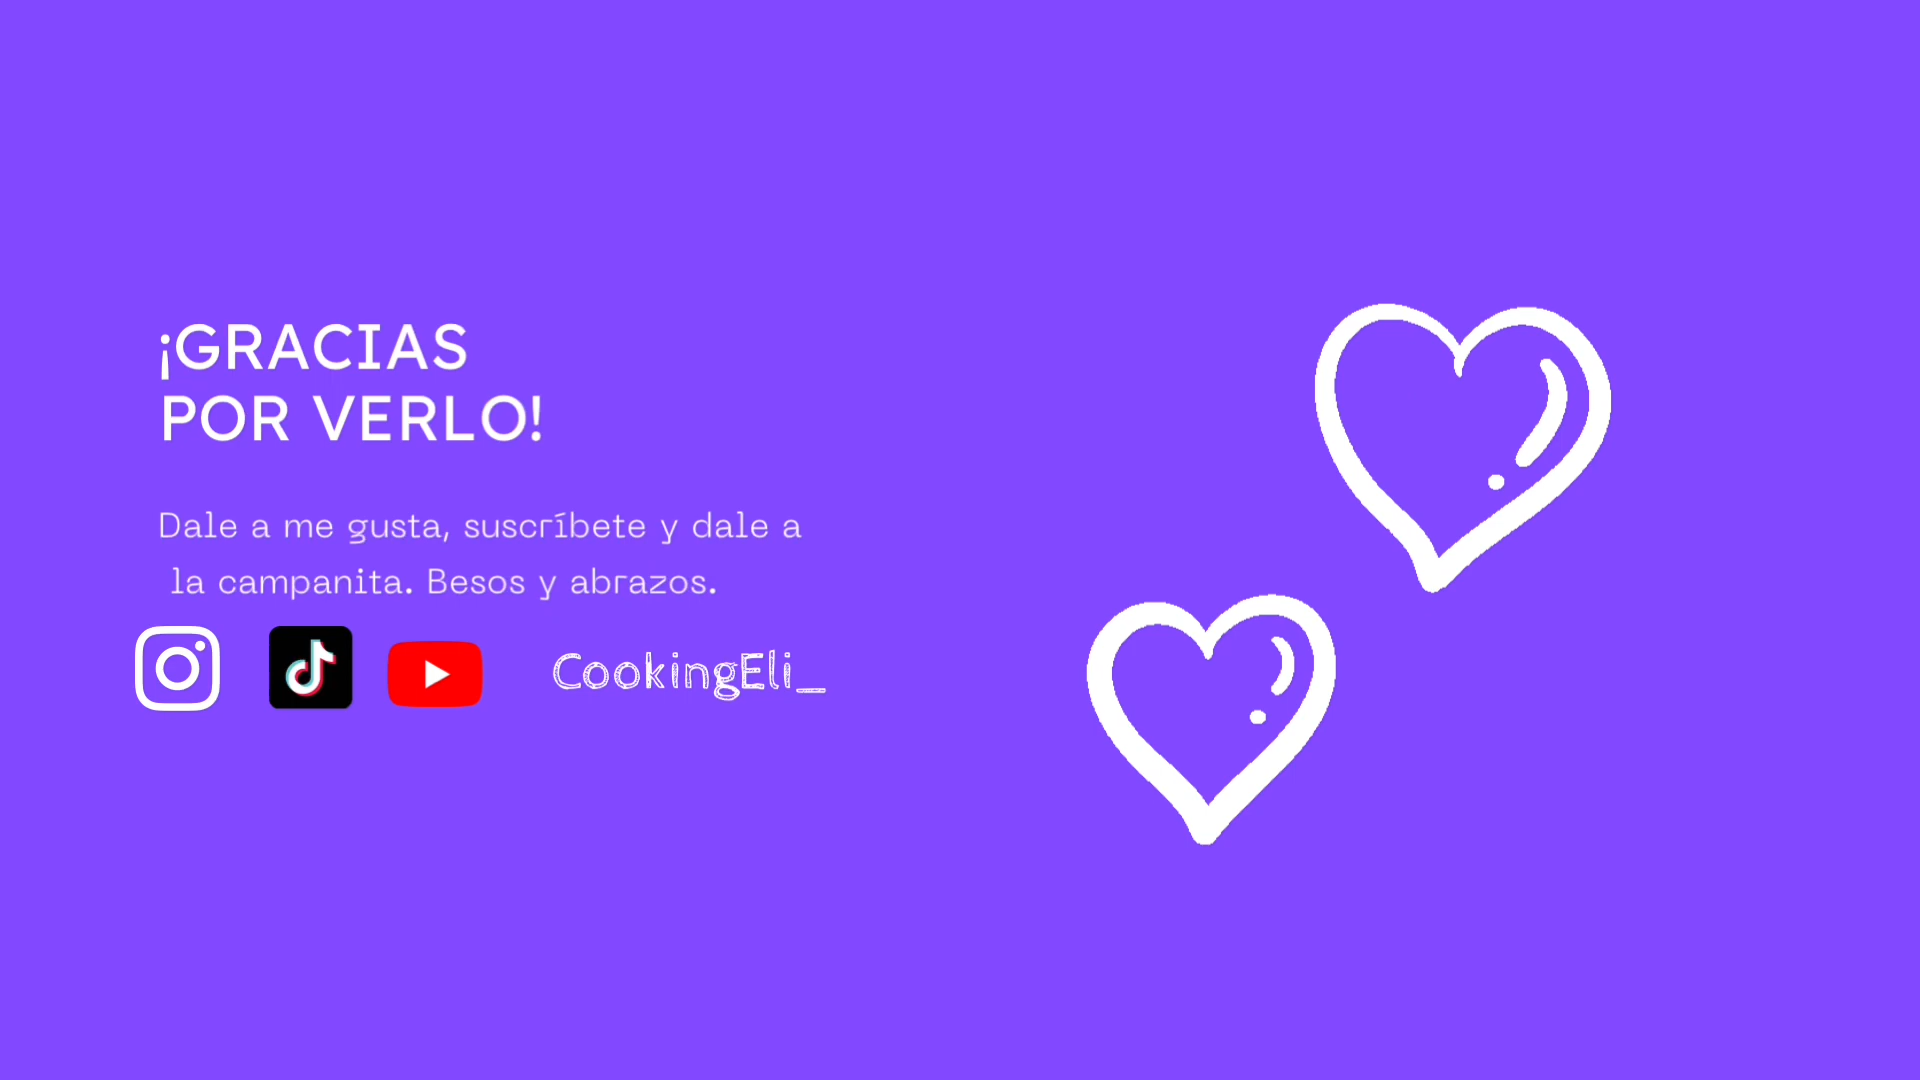 ¡GRACIAS
POR VERLO!
Dale a me gusta, suscríbete y dale a
la campanita. Besos y abrazos.
CookingEli_